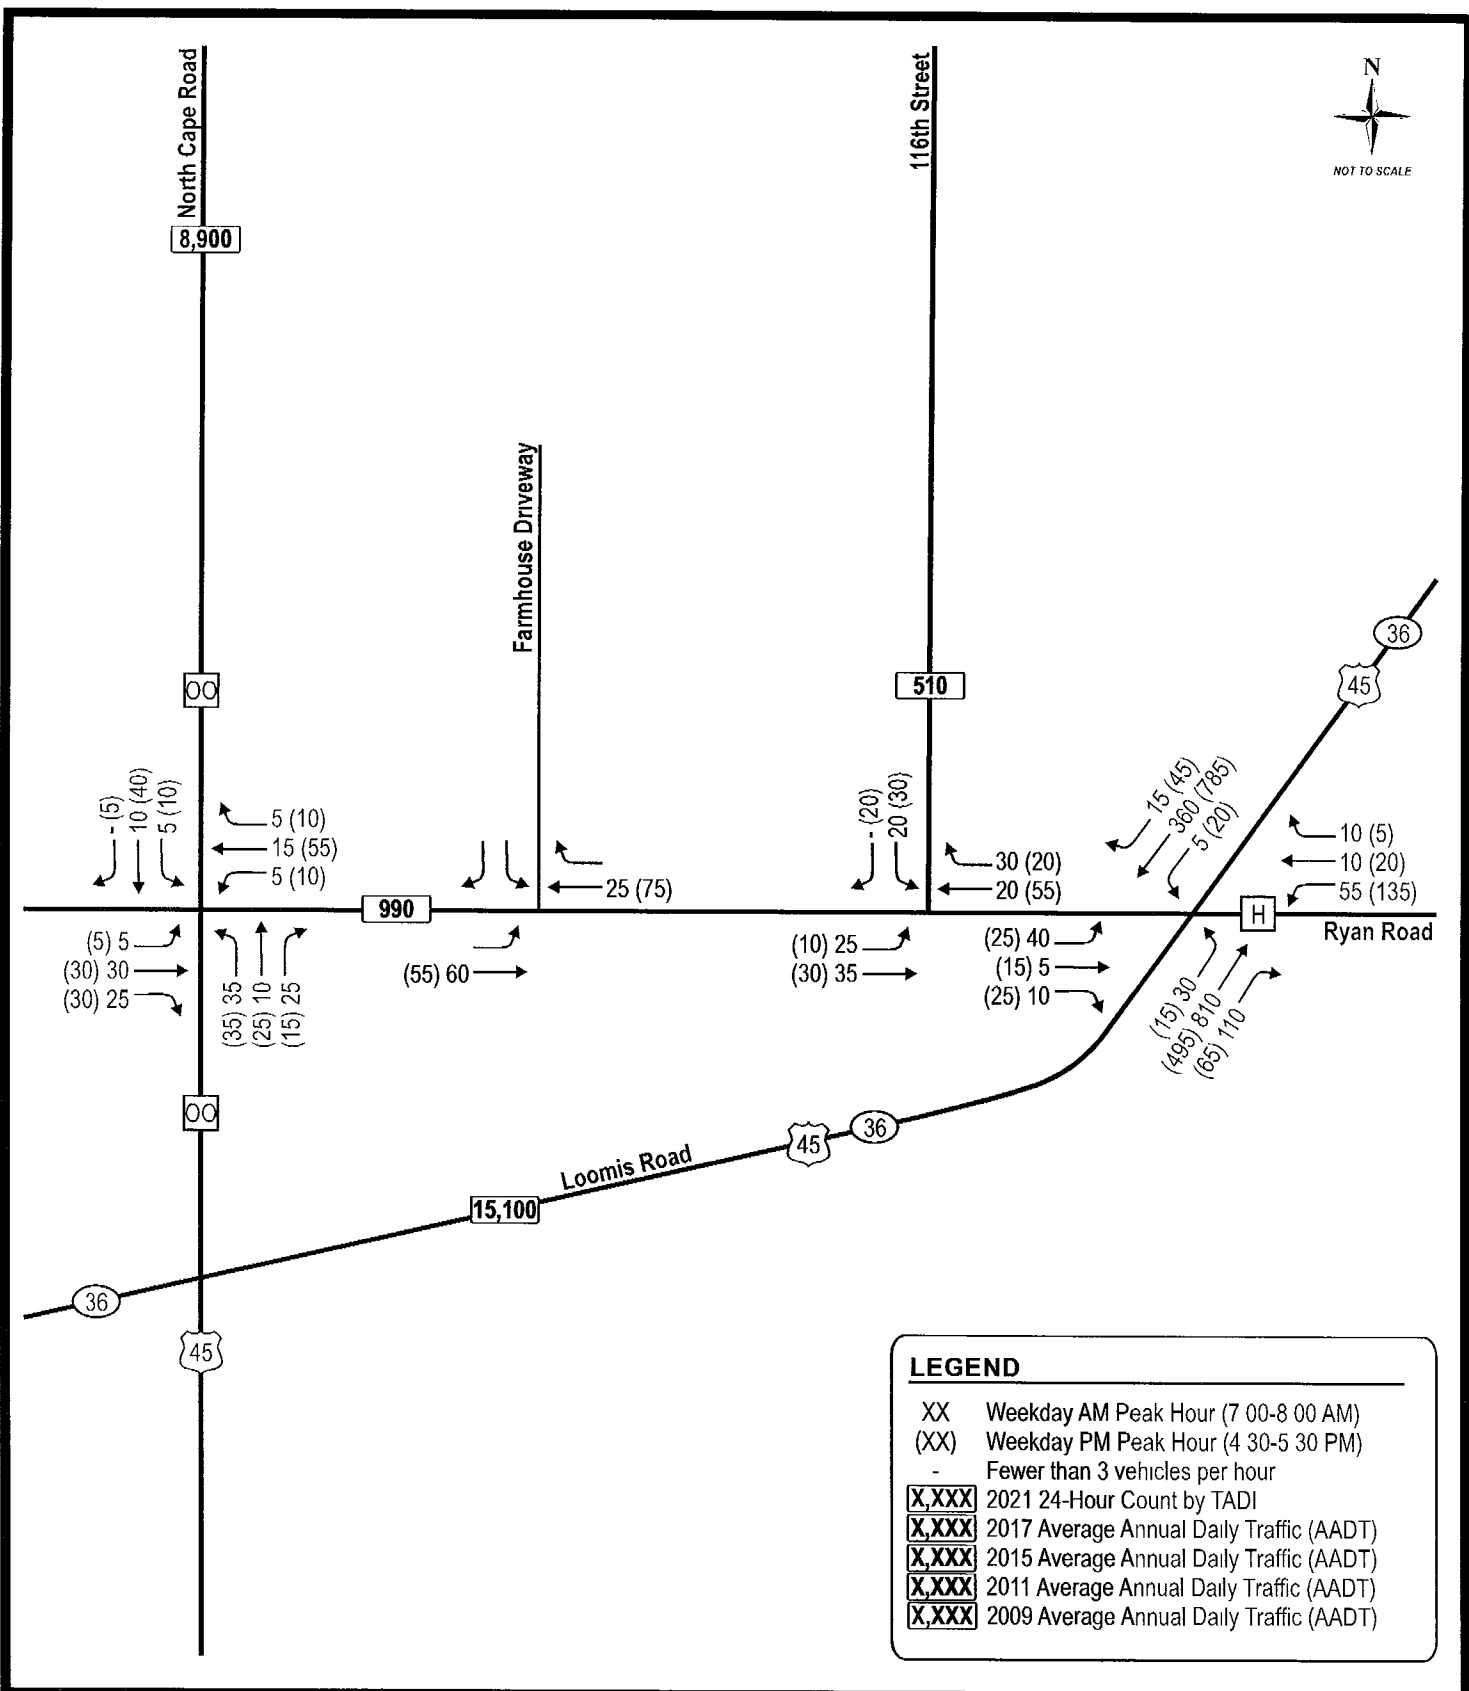 North Cape Road
116th Street
N
NOT TO SCALE
8,900
Farmhouse Driveway
36
45
OO
510
- (5)
10 (40)
5 (10)
5 (10)
15 (55)
5 (10)
990
25 (75)
- (20)
20 (30)
30 (20)
20 (55)
15 (45)
360 (785)
5 (20)
10 (5)
10 (20)
55 (135)
H
Ryan Road
(5) 5
(30) 30
(30) 25
(35) 35
(25) 10
(15) 25
(55) 60
(10) 25
(30) 35
(25) 40
(15) 5
(25) 10
(15) 30
(495) 810
(65) 110
OO
Loomis Road
45
36
15,100
36
45
LEGEND
XX Weekday AM Peak Hour (7 00-8 00 AM)
(XX) Weekday PM Peak Hour (4 30-5 30 PM)
- Fewer than 3 vehicles per hour
X,XXX 2021 24-Hour Count by TADI
X,XXX 2017 Average Annual Daily Traffic (AADT)
X,XXX 2015 Average Annual Daily Traffic (AADT)
X,XXX 2011 Average Annual Daily Traffic (AADT)
X,XXX 2009 Average Annual Daily Traffic (AADT)